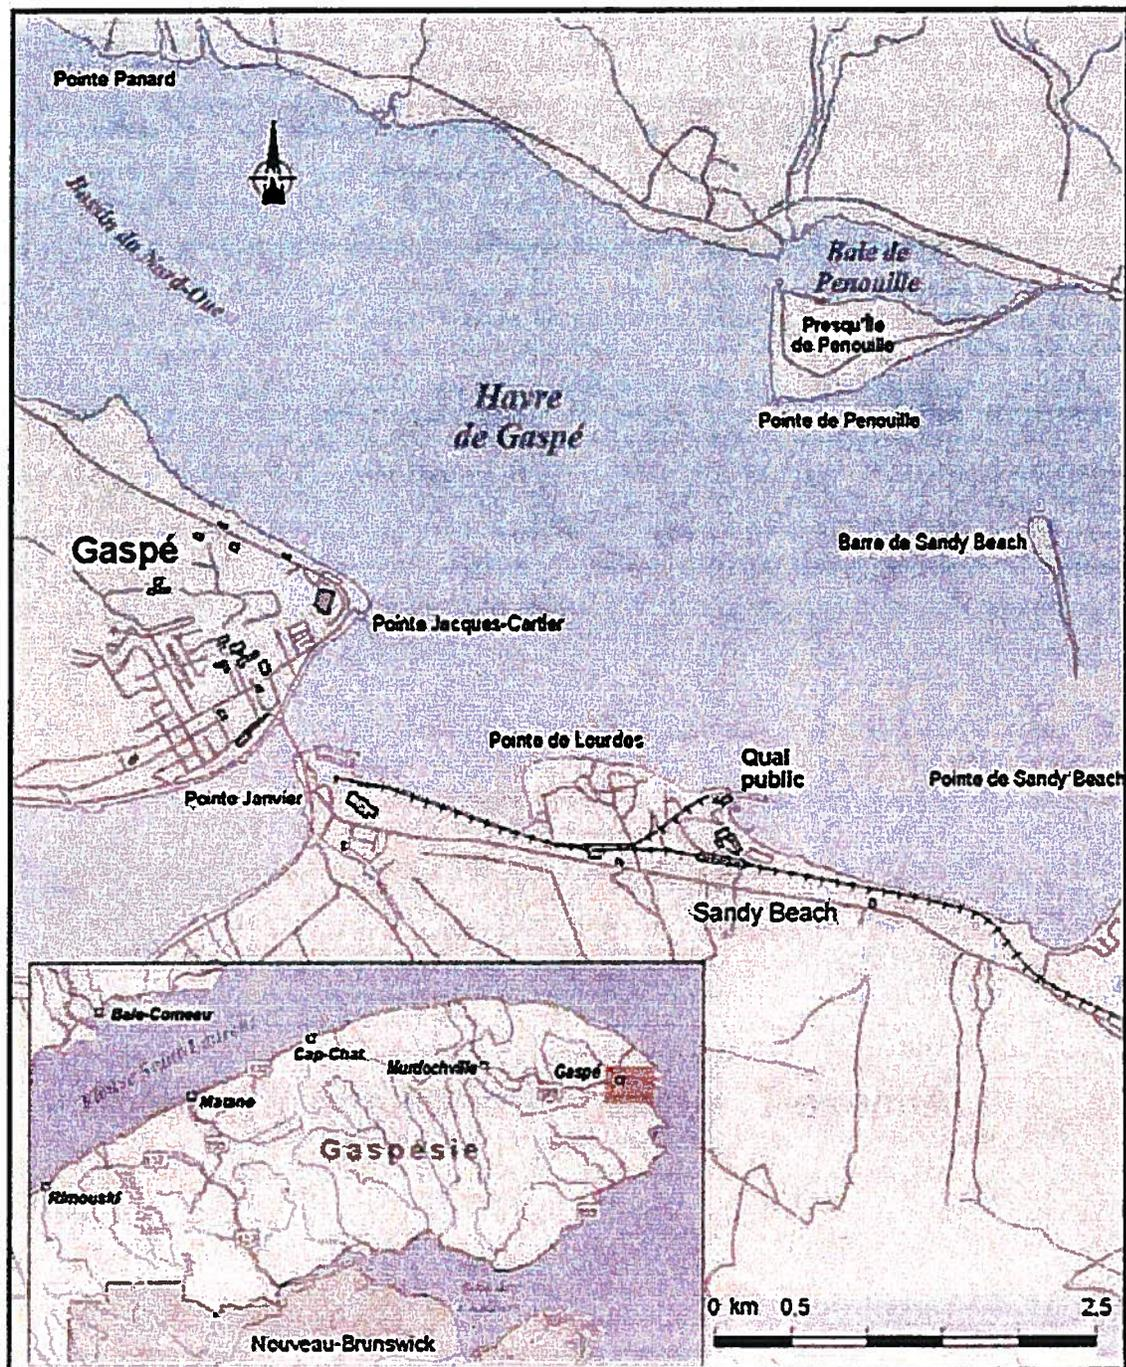 Pointe Panard
Bassin du Nord-Oue
Baie de
Penouille
Presqu'île
de Penouille
Pointe de Penouille
Havre
de Gaspé
Barre de Sandy Beach
Gaspé
Pointe Jacques-Cartier
Pointe de Lourdes
Quai
public
Pointe de Sandy Beach
Pointe Janvier
Sandy Beach
Baie-Comeau
Cap-Chat
Murdochville
Gaspé
Matane
Gaspésie
Rimouski
Nouveau-Brunswick
0 km 0.5 2.5